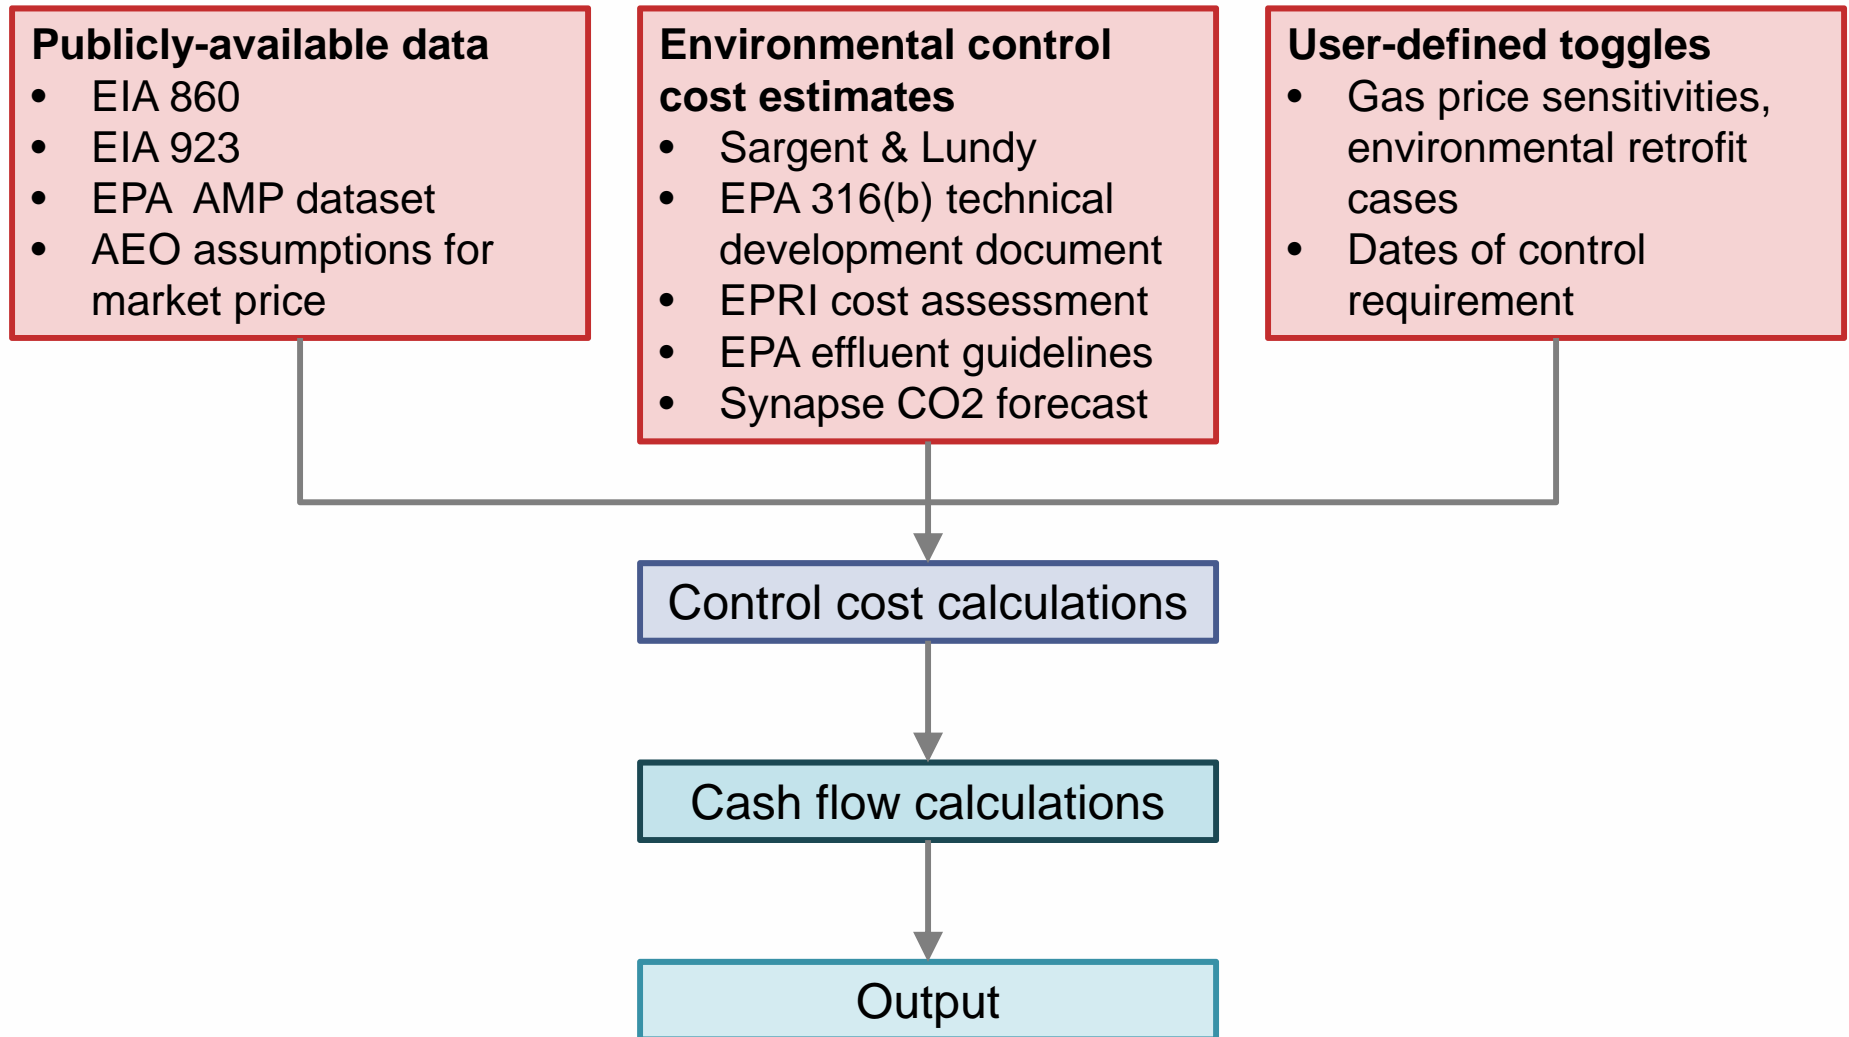 Publicly-available data
• EIA 860
• EIA 923
• EPA  AMP dataset
• AEO assumptions for
market price
Environmental control
cost estimates
• Sargent & Lundy
• EPA 316(b) technical
development document
• EPRI cost assessment
• EPA effluent guidelines
• Synapse CO2 forecast
User-defined toggles
• Gas price sensitivities,
environmental retrofit
cases
• Dates of control
requirement
Control cost calculations
Cash flow calculations
Output